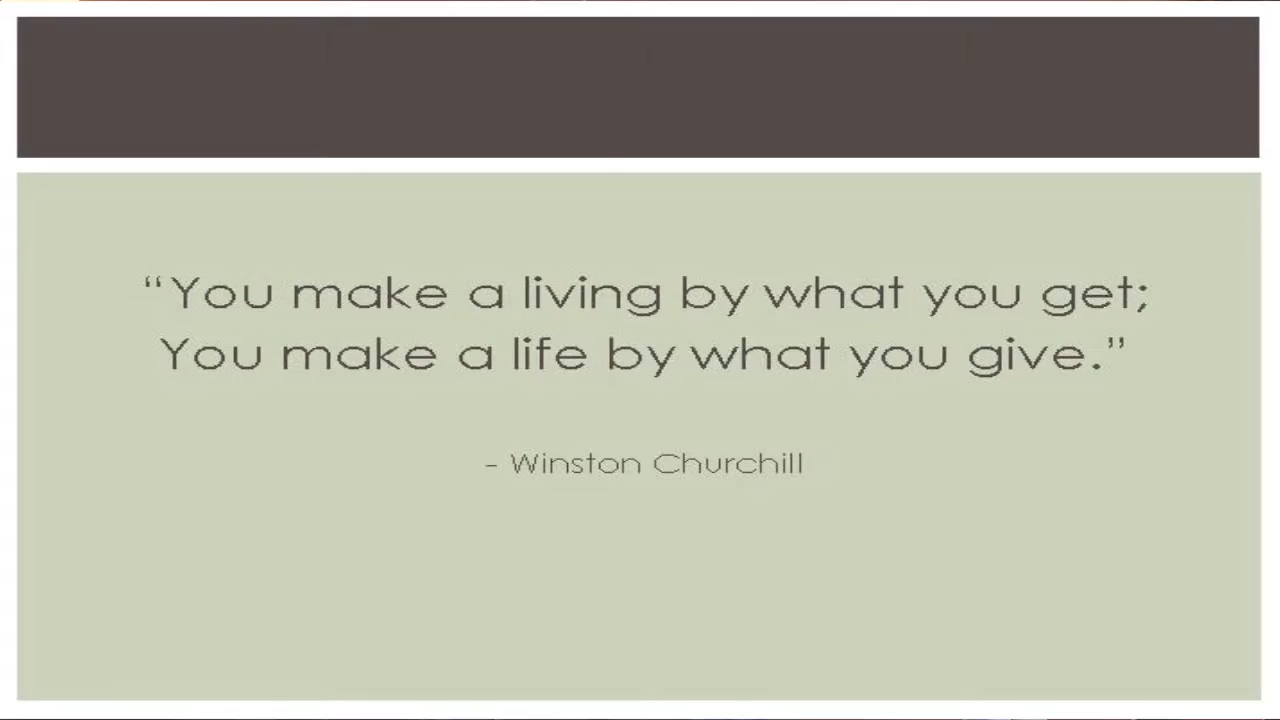 “You make a living by what you get;
You make a life by what you give.”
- Winston Churchill